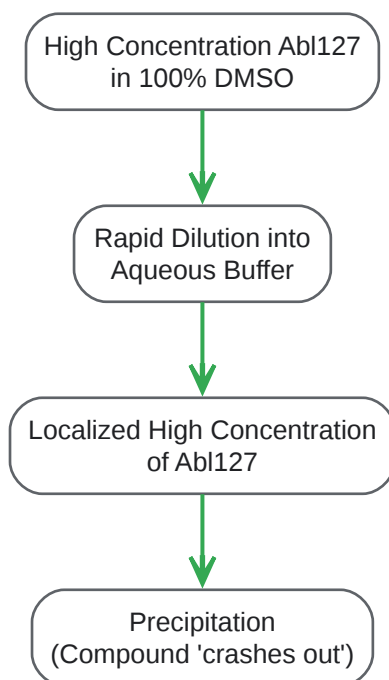 High Concentration Abl127
in 100% DMSO
Rapid Dilution into
Aqueous Buffer
Localized High Concentration
of Abl127
Precipitation
(Compound 'crashes out')